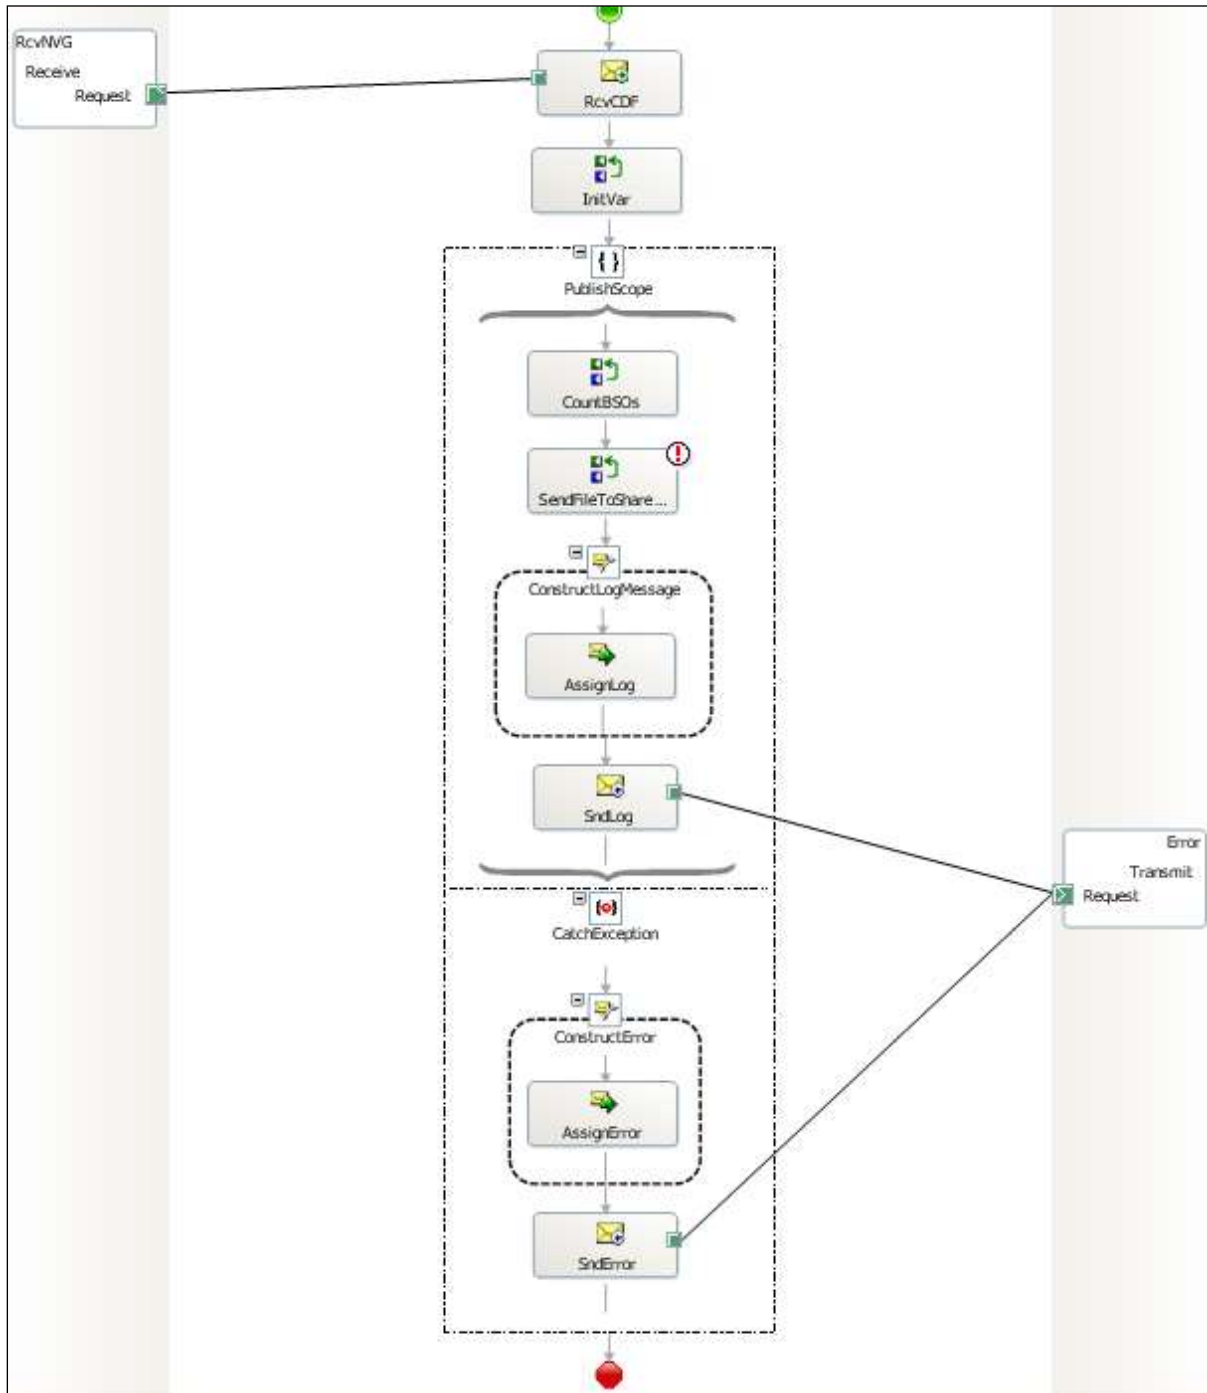 RcvNVG
Receive
Request
RcvCDF
InitVar
{ }
PublishScope
CountBSOs
SendFileToShare...
ConstructLogMessage
AssignLog
SndLog
Error
Transmit
Request
CatchException
ConstructError
AssignError
SndError